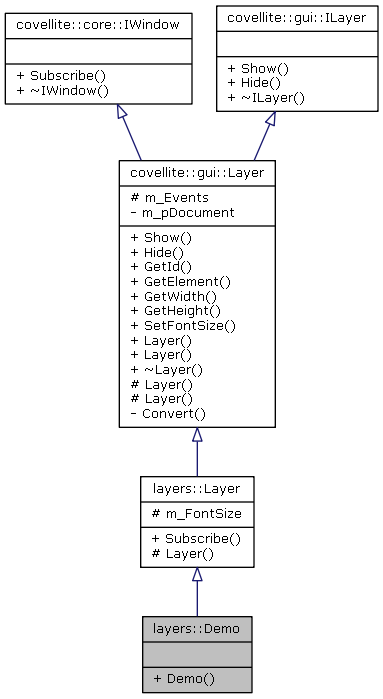 covellite::core::IWindow
+ Subscribe()
+ ~IWindow()
covellite::gui::ILayer
+ Show()
+ Hide()
+ ~ILayer()
covellite::gui::Layer
# m_Events
- m_pDocument
+ Show()
+ Hide()
+ GetId()
+ GetElement()
+ GetWidth()
+ GetHeight()
+ SetFontSize()
+ Layer()
+ Layer()
+ ~Layer()
# Layer()
# Layer()
- Convert()
layers::Layer
# m_FontSize
+ Subscribe()
# Layer()
layers::Demo
+ Demo()